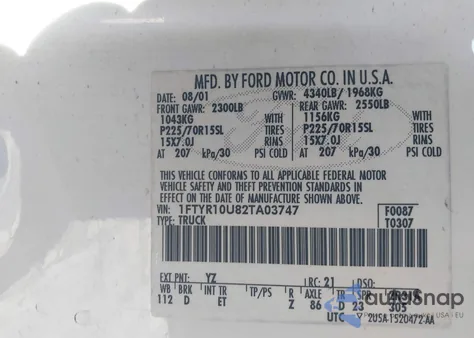 MFD. BY FORD MOTOR CO. IN U.S.A.
DATE: 08/01 GVWR: 4340LB/ 1968KG
FRONT GAWR: 2300LB REAR GAWR: 2550LB
1043KG WITH 1156KG WITH
P225/70R15SL TIRES P225/70R15SL TIRES
15X7.0J RIMS 15X7.0J RIMS
AT 207 kPa/30 PSI COLD AT 207 kPa/30 PSI COLD
THIS VEHICLE CONFORMS TO ALL APPLICABLE FEDERAL MOTOR
VEHICLE SAFETY AND THEFT PREVENTION STANDARDS IN
EFFECT ON THE DATE OF MANUFACTURE SHOWN ABOVE.
VIN: 1FTYR10U82TA03747 F0087
TYPE: TRUCK T0307
EXT PNT: YZ RC: 21 DSO:
WB BRK INT TR TP/PS R AXLE TR SPR
112 D ET Z 86 D 23 305
UTC
autosnap